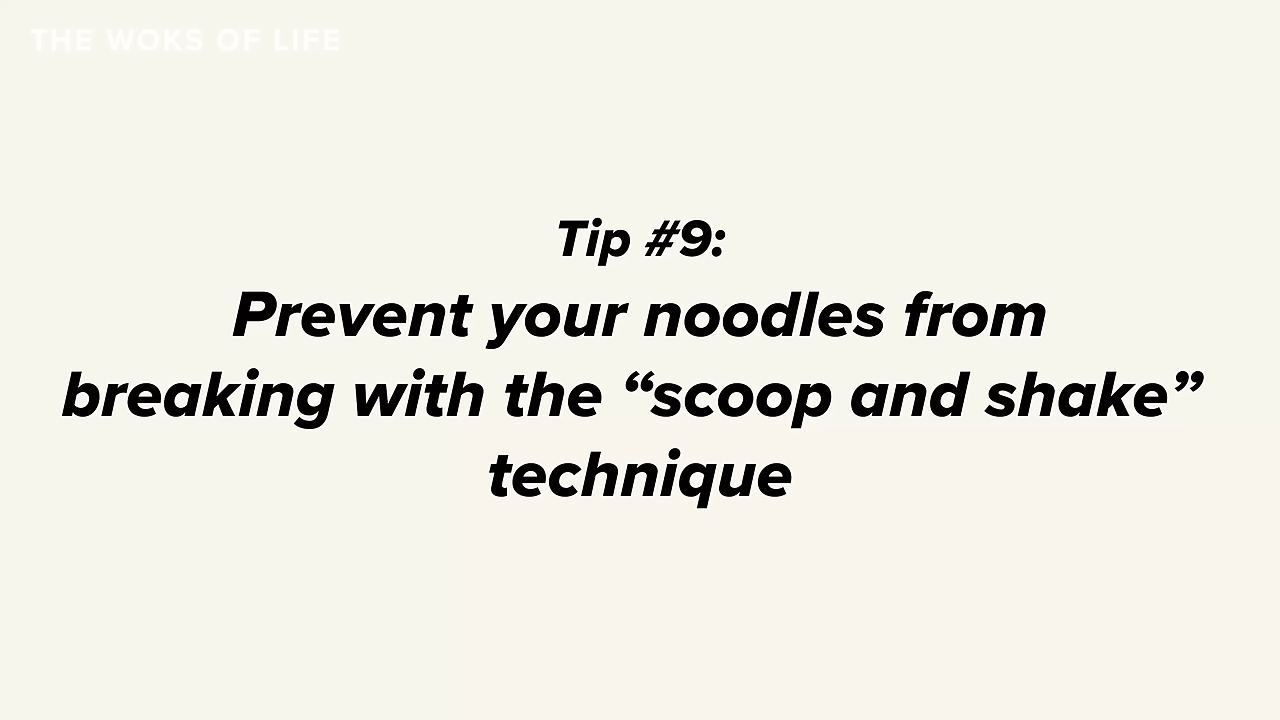 THE WOKS OF LIFE
Tip #9:
Prevent your noodles from
breaking with the “scoop and shake”
technique